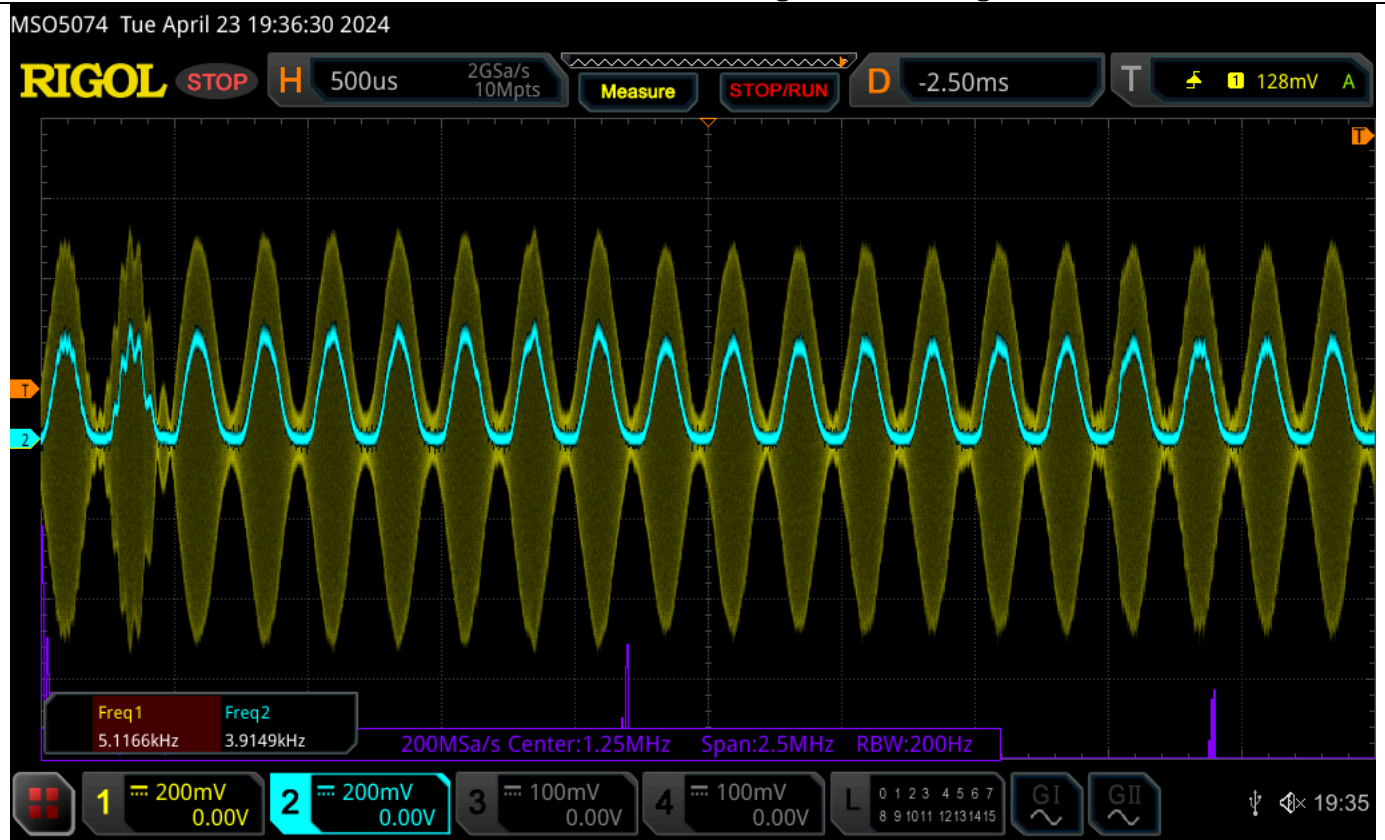 MSO5074 Tue April 23 19:36:30 2024
RIGOL STOP H 500us 2GSa/s 10Mpts Measure STOP/RUN D -2.50ms T 1 128mV A
T
T
2
Freq1 Freq2
5.1166kHz 3.9149kHz
200MSa/s Center:1.25MHz Span:2.5MHz RBW:200Hz
1 200mV 0.00V 2 200mV 0.00V 3 100mV 0.00V 4 100mV 0.00V L 0 1 2 3 4 5 6 7 8 9 10 11 12 13 14 15 GI GII 19:35